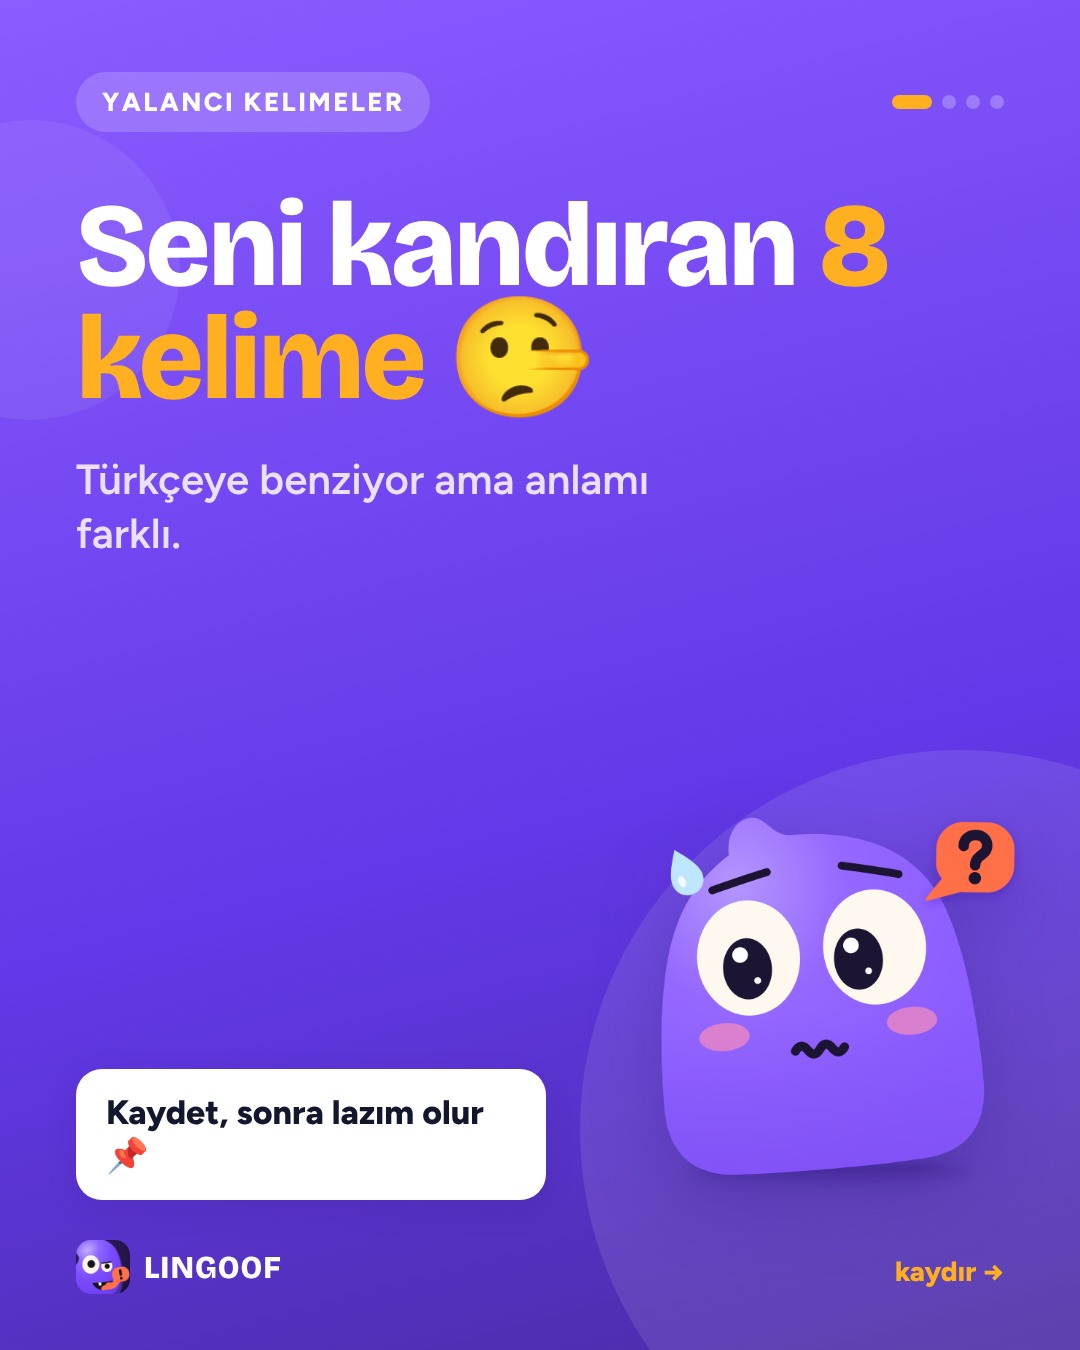 YALANCI KELIMELER
Seni kandıran 8
kelime 🤥
Türkçeye benziyor ama anlamı
farklı.
?
Kaydet, sonra lazım olur
📌
LINGOOF
kaydır →